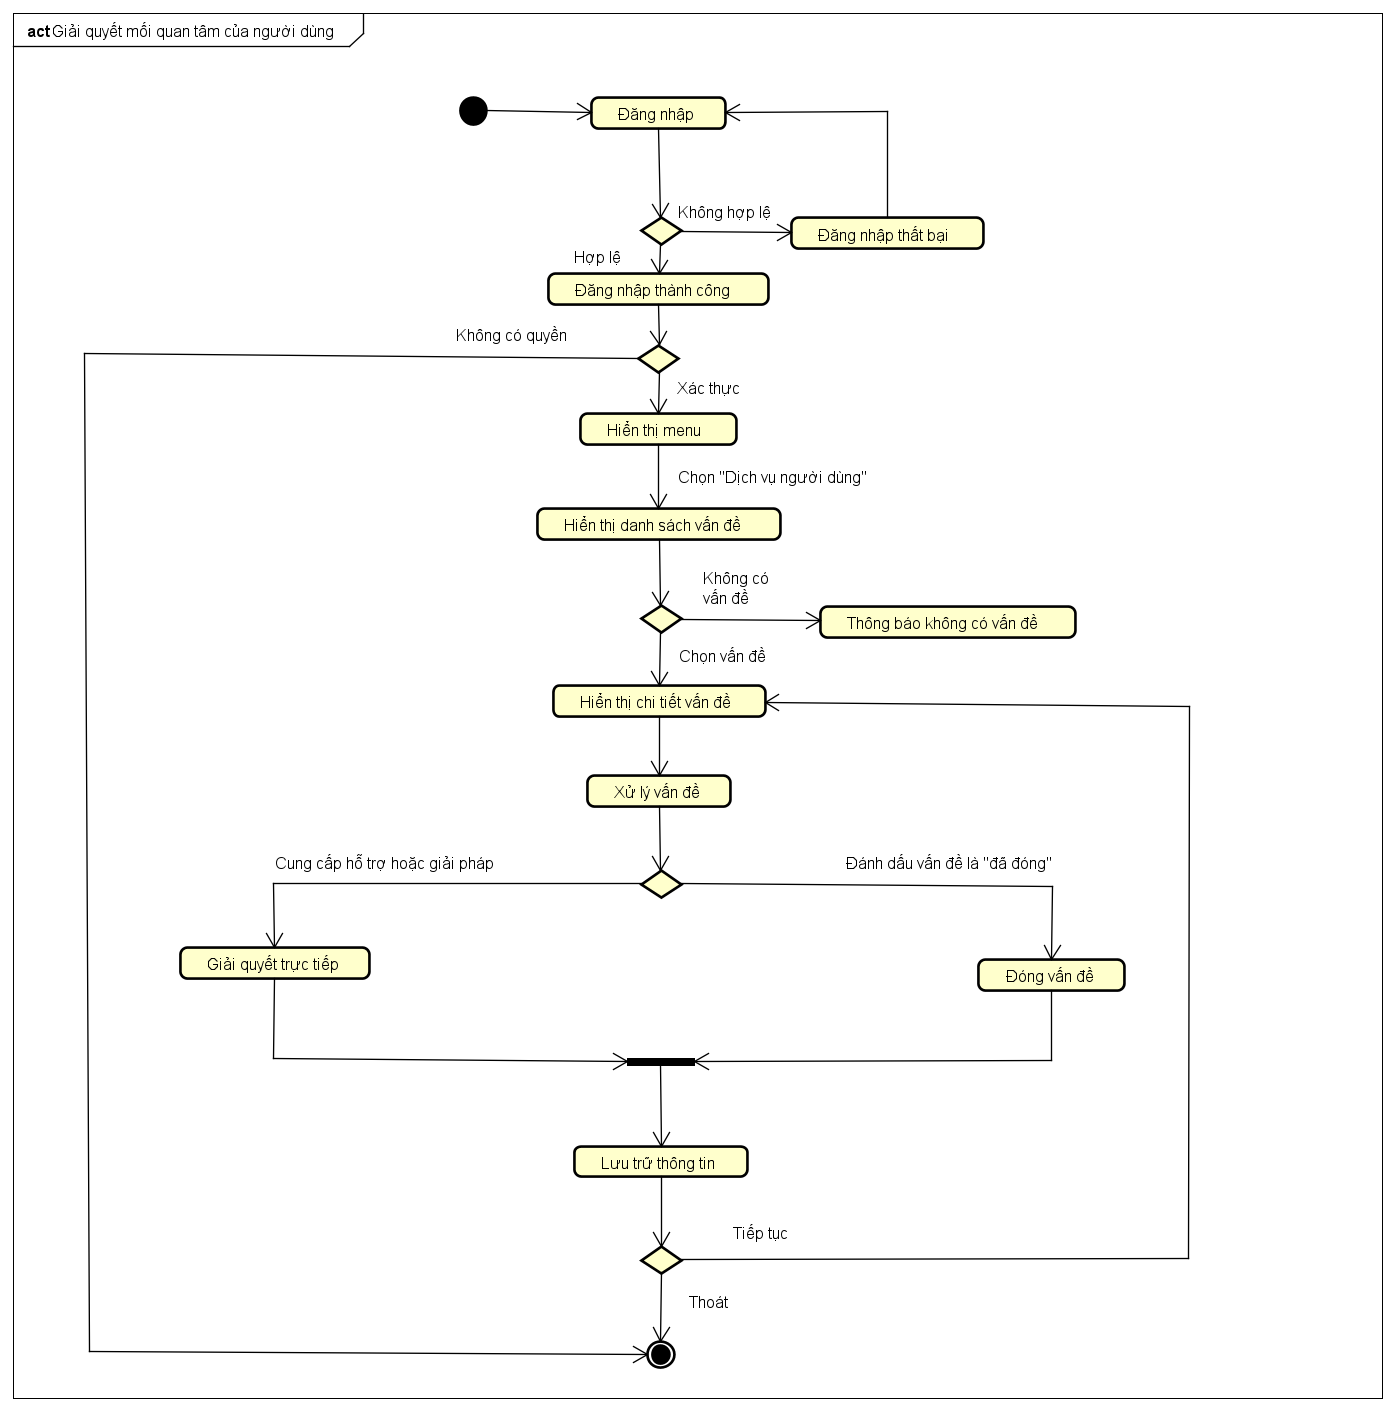 act Giải quyết mối quan tâm của người dùng
Đăng nhập
Không hợp lệ
Đăng nhập thất bại
Hợp lệ
Đăng nhập thành công
Không có quyền
Xác thực
Hiển thị menu
Chọn "Dịch vụ người dùng"
Hiển thị danh sách vấn đề
Không có
vấn đề
Thông báo không có vấn đề
Chọn vấn đề
Hiển thị chi tiết vấn đề
Xử lý vấn đề
Cung cấp hỗ trợ hoặc giải pháp
Đánh dấu vấn đề là "đã đóng"
Giải quyết trực tiếp
Đóng vấn đề
Lưu trữ thông tin
Tiếp tục
Thoát